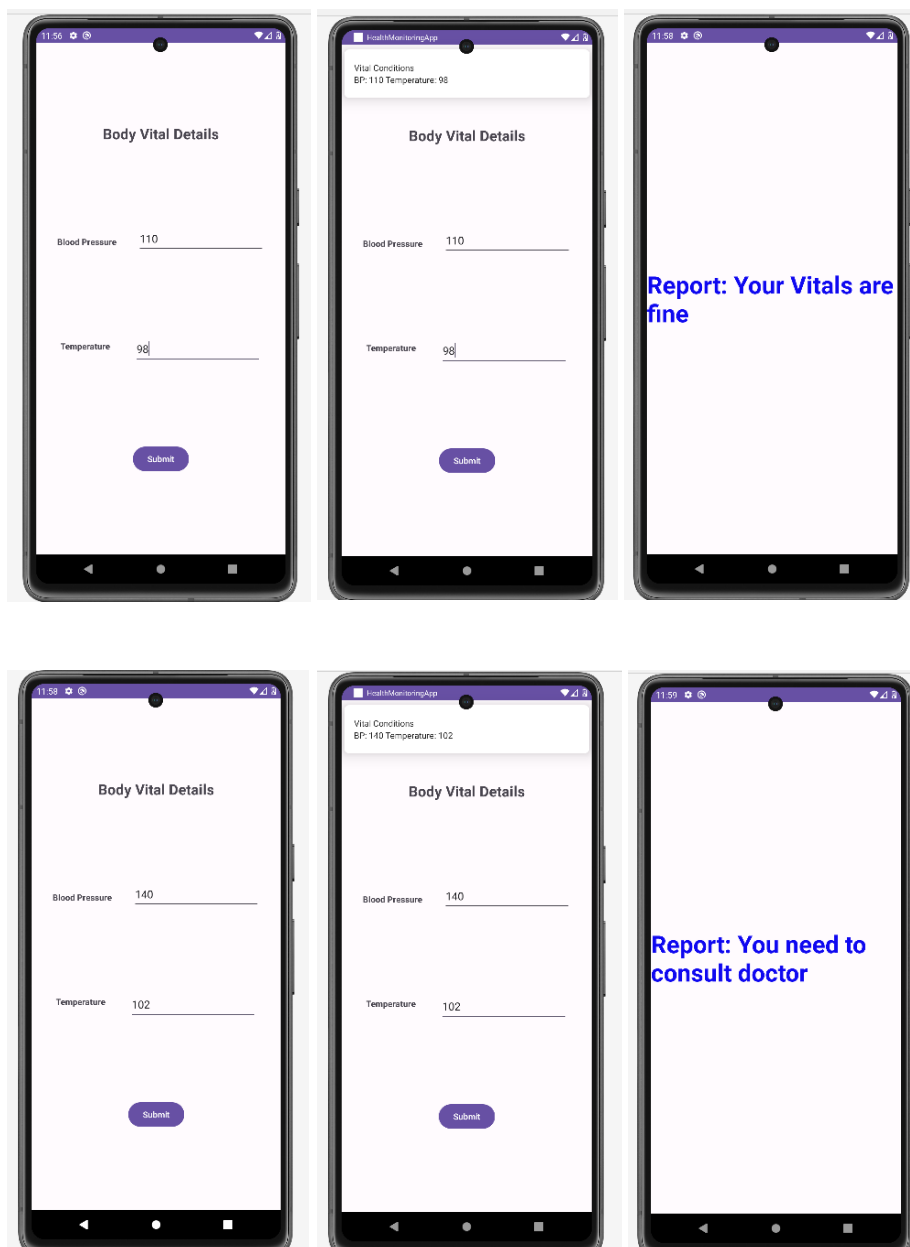 11:56
Body Vital Details
Blood Pressure 110
Temperature 98
Submit
HealthMonitoringApp
Vital Conditions
BP: 110 Temperature: 98
Body Vital Details
Blood Pressure 110
Temperature 98
Submit
11:58
Report: Your Vitals are
fine
11:58
Body Vital Details
Blood Pressure 140
Temperature 102
Submit
HealthMonitoringApp
Vital Conditions
BP: 140 Temperature: 102
Body Vital Details
Blood Pressure 140
Temperature 102
Submit
11:59
Report: You need to
consult doctor